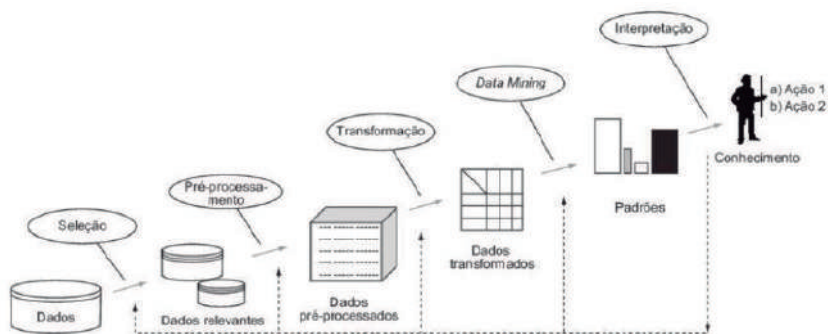 Interpretação
a) Ação 1
b) Ação 2
Conhecimento
Data Mining
Padrões
Transformação
Dados
transformados
Pré-processa-
mento
Dados
pré-processados
Seleção
Dados relevantes
Dados